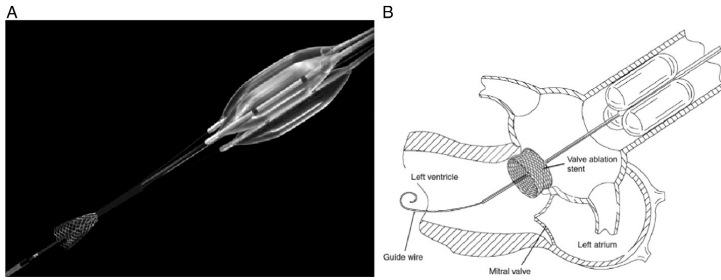 A
B
Valve ablation
stent
Left ventricle
Left atrium
Guide wire
Mitral valve